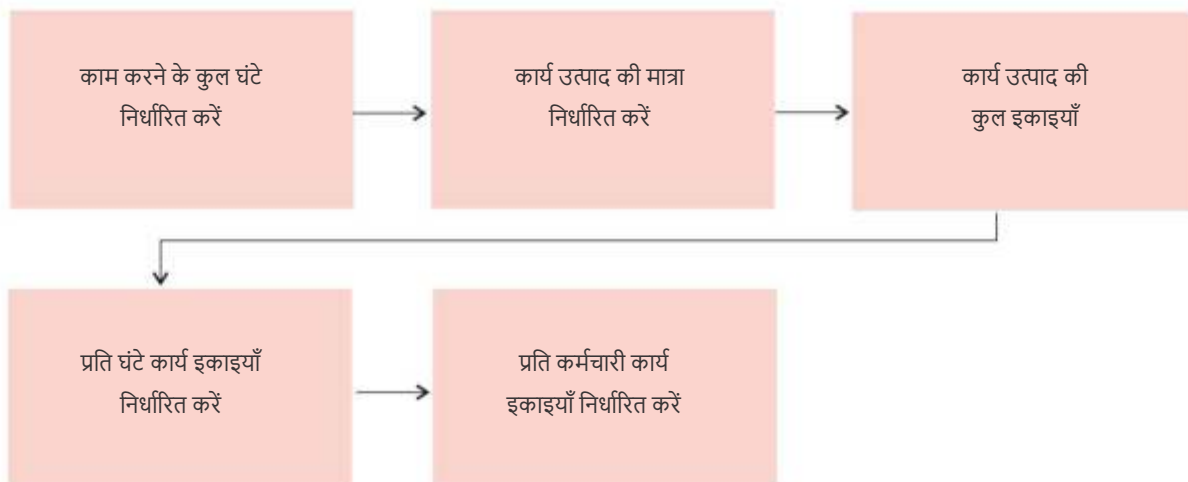 काम करने के कुल घंटे
निर्धारित करें
कार्य उत्पाद की मात्रा
निर्धारित करें
कार्य उत्पाद की
कुल इकाइयाँ
प्रति घंटे कार्य इकाइयाँ
निर्धारित करें
प्रति कर्मचारी कार्य
इकाइयाँ निर्धारित करें